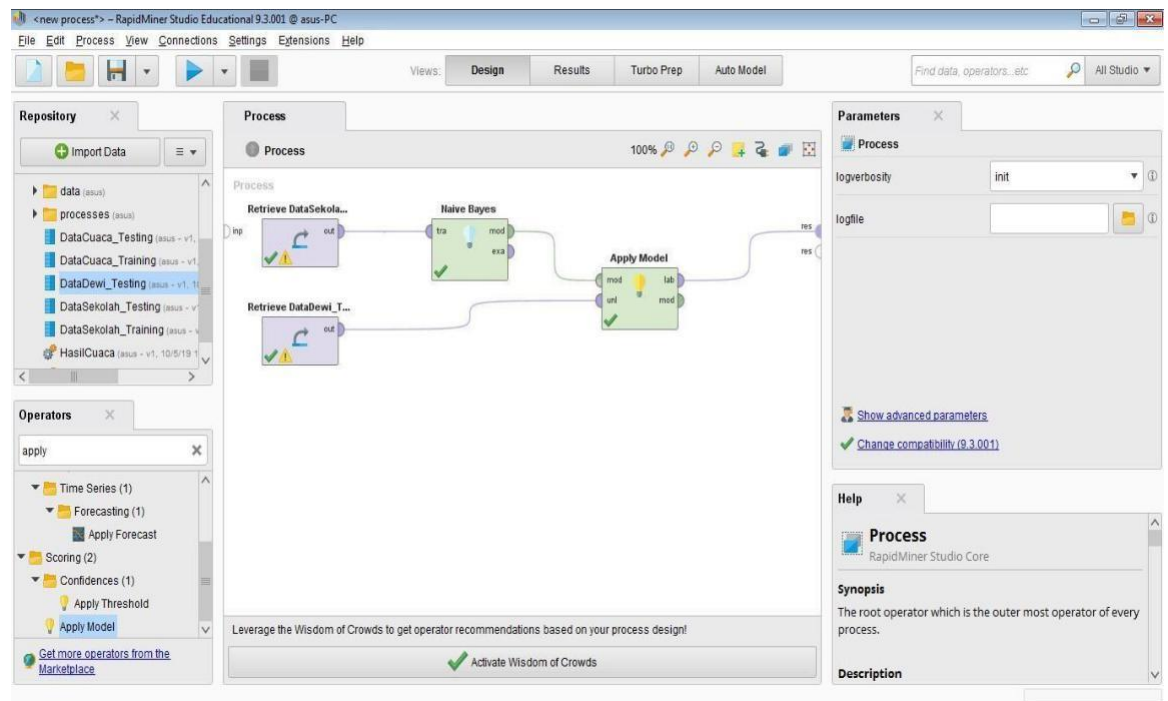 <new process*> – RapidMiner Studio Educational 9.3.001 @ asus-PC
File Edit Process View Connections Settings Extensions Help
Views: Design Results Turbo Prep Auto Model
Find data, operators...etc
All Studio
Repository
Import Data
data (asus)
processes (asus)
DataCuaca_Testing (asus - v1,
DataCuaca_Training (asus - v1,
DataDewi_Testing (asus - v1, 10
DataSekolah_Testing (asus - v
DataSekolah_Training (asus -
HasilCuaca (asus - v1, 10/5/19 1
Operators
apply
Time Series (1)
Forecasting (1)
Apply Forecast
Scoring (2)
Confidences (1)
Apply Threshold
Apply Model
Get more operators from the
Marketplace
Process
Process
100%
Process
inp
Retrieve DataSekola...
out
Naive Bayes
tra mod
exa
Apply Model
mod lab
unl mod
res
res
Retrieve DataDewi_T...
out
Leverage the Wisdom of Crowds to get operator recommendations based on your process design!
Activate Wisdom of Crowds
Parameters
Process
logverbosity init
logfile
Show advanced parameters
Change compatibility (9.3.001)
Help
Process
RapidMiner Studio Core
Synopsis
The root operator which is the outer most operator of every
process.
Description